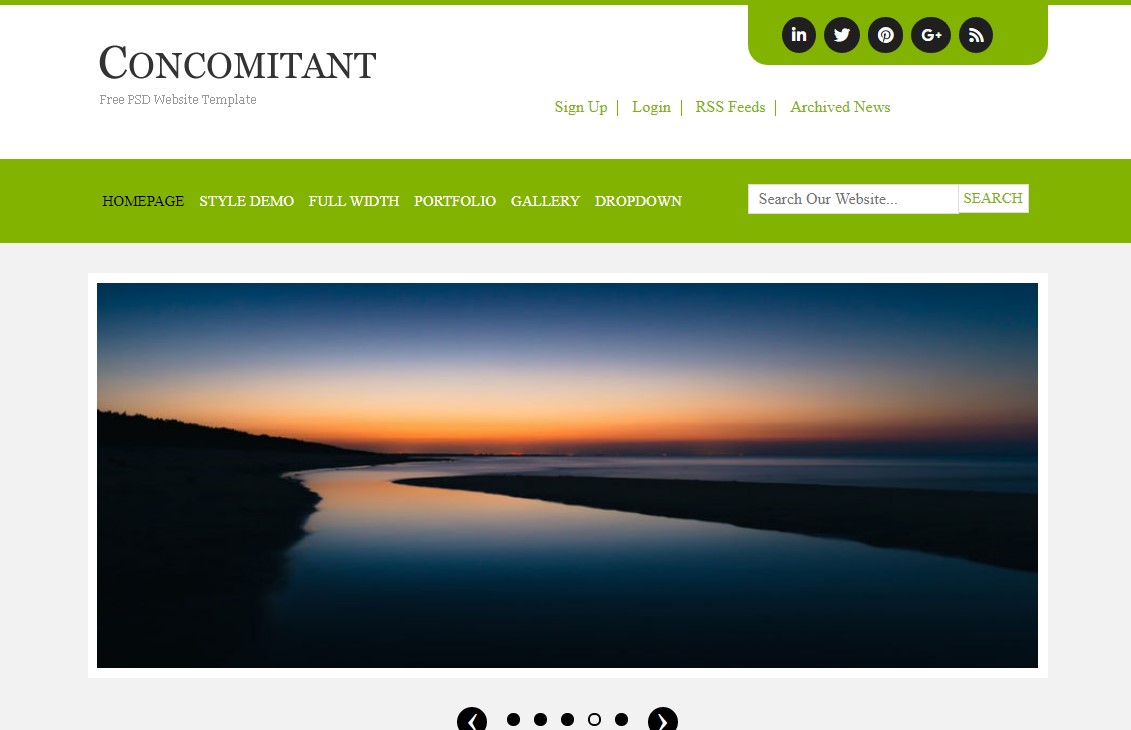 CONCOMITANT
Free PSD Website Template
Sign Up | Login | RSS Feeds | Archived News
HOMEPAGE STYLE DEMO FULL WIDTH PORTFOLIO GALLERY DROPDOWN
Search Our Website... SEARCH